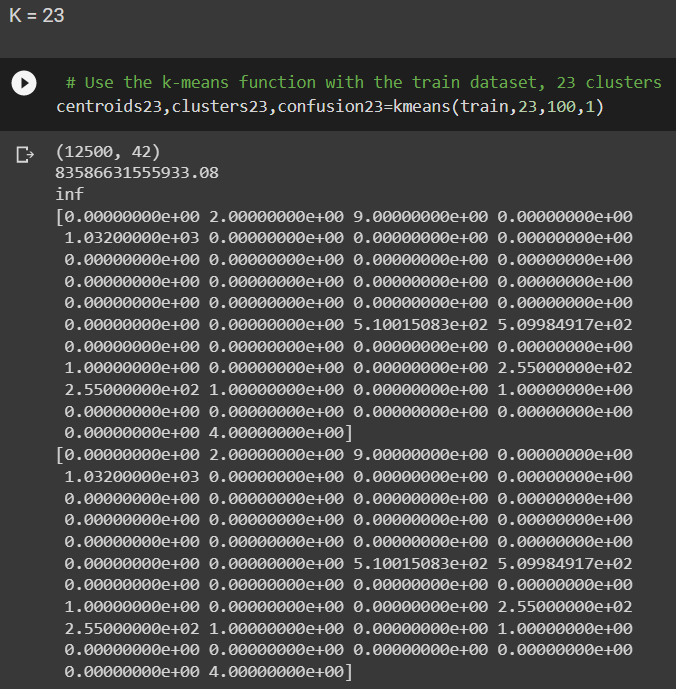 K = 23
# Use the k-means function with the train dataset, 23 clusters
centroids23,clusters23,confusion23=kmeans(train,23,100,1)
(12500, 42)
83586631555933.08
inf
[0.00000000e+00 2.00000000e+00 9.00000000e+00 0.00000000e+00
1.03200000e+03 0.00000000e+00 0.00000000e+00 0.00000000e+00
0.00000000e+00 0.00000000e+00 0.00000000e+00 0.00000000e+00
0.00000000e+00 0.00000000e+00 0.00000000e+00 0.00000000e+00
0.00000000e+00 0.00000000e+00 0.00000000e+00 0.00000000e+00
0.00000000e+00 0.00000000e+00 5.10015083e+02 5.09984917e+02
0.00000000e+00 0.00000000e+00 0.00000000e+00 0.00000000e+00
1.00000000e+00 0.00000000e+00 0.00000000e+00 2.55000000e+02
2.55000000e+02 1.00000000e+00 0.00000000e+00 1.00000000e+00
0.00000000e+00 0.00000000e+00 0.00000000e+00 0.00000000e+00
0.00000000e+00 4.00000000e+00]
[0.00000000e+00 2.00000000e+00 9.00000000e+00 0.00000000e+00
1.03200000e+03 0.00000000e+00 0.00000000e+00 0.00000000e+00
0.00000000e+00 0.00000000e+00 0.00000000e+00 0.00000000e+00
0.00000000e+00 0.00000000e+00 0.00000000e+00 0.00000000e+00
0.00000000e+00 0.00000000e+00 0.00000000e+00 0.00000000e+00
0.00000000e+00 0.00000000e+00 5.10015083e+02 5.09984917e+02
0.00000000e+00 0.00000000e+00 0.00000000e+00 0.00000000e+00
1.00000000e+00 0.00000000e+00 0.00000000e+00 2.55000000e+02
2.55000000e+02 1.00000000e+00 0.00000000e+00 1.00000000e+00
0.00000000e+00 0.00000000e+00 0.00000000e+00 0.00000000e+00
0.00000000e+00 4.00000000e+00]